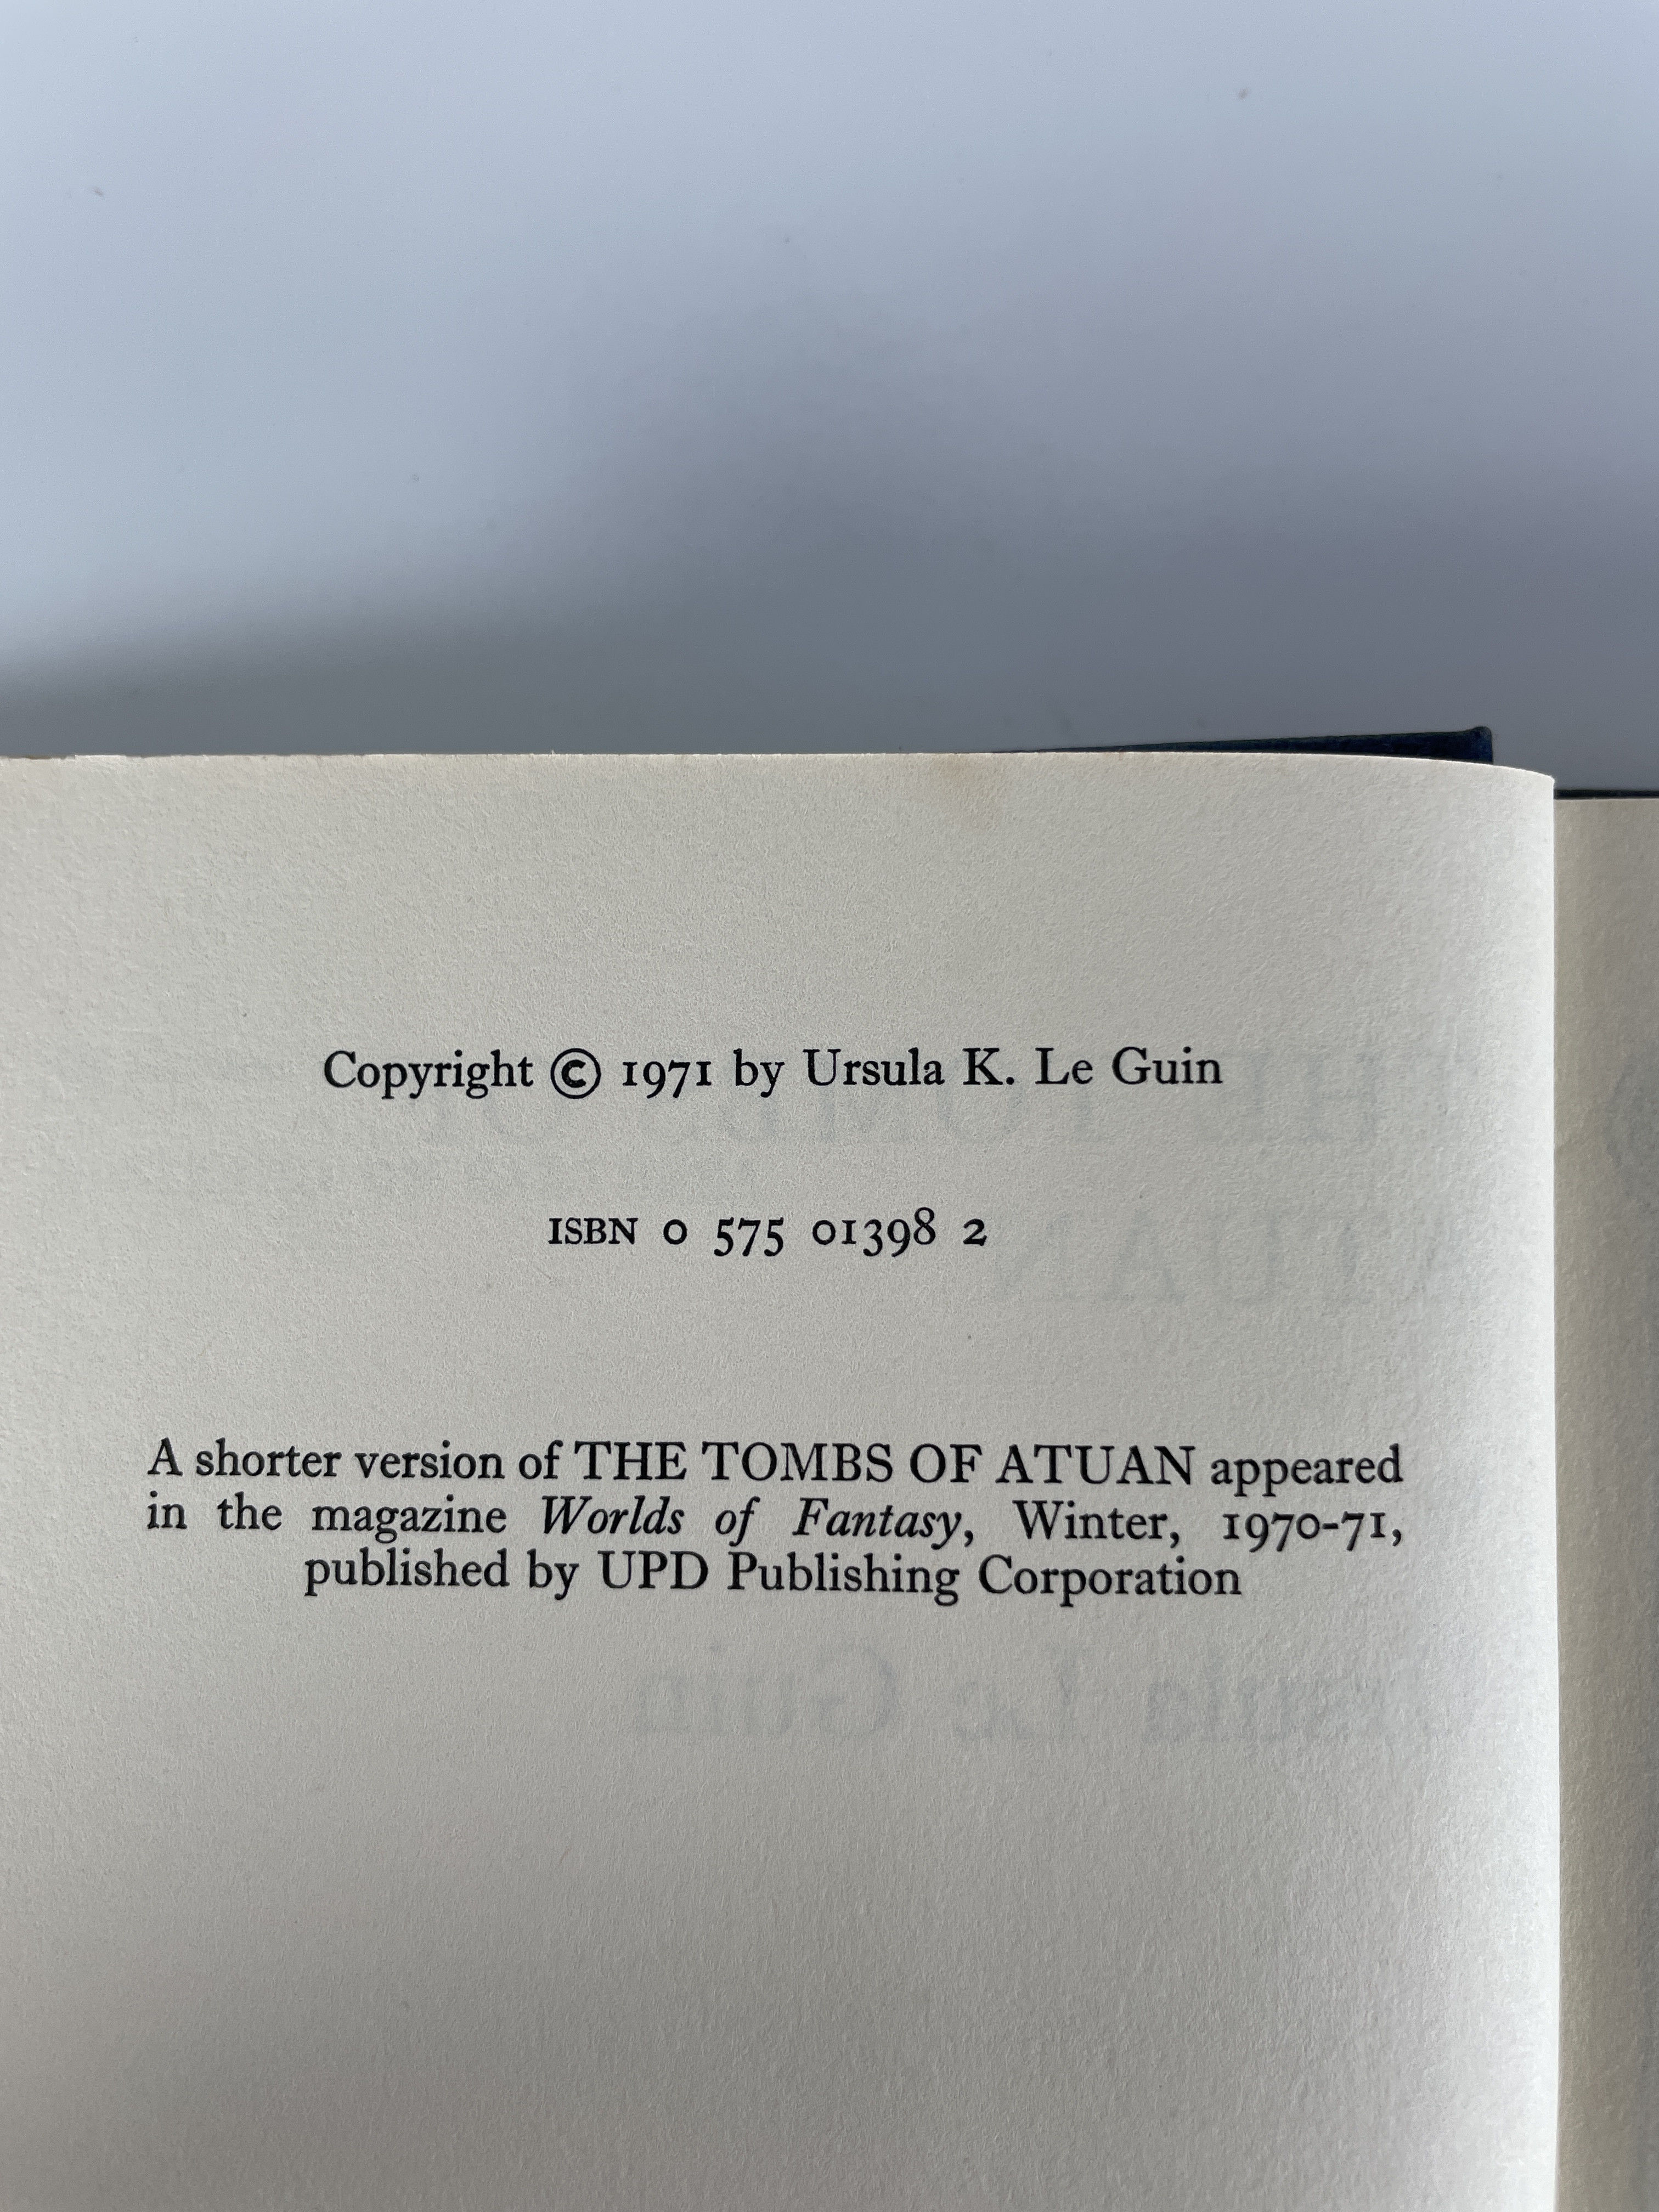 Copyright © 1971 by Ursula K. Le Guin
ISBN 0 575 01398 2
A shorter version of THE TOMBS OF ATUAN appeared
in the magazine Worlds of Fantasy, Winter, 1970-71,
published by UPD Publishing Corporation